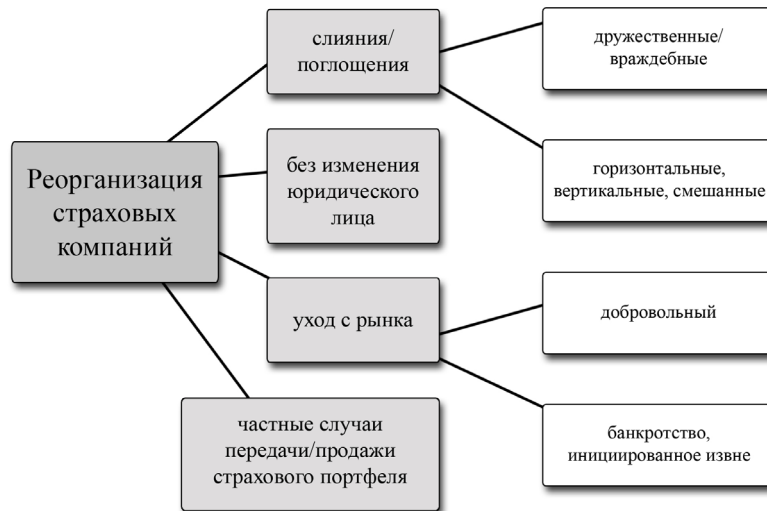 Реорганизация
страховых
компаний
слияния/
поглощения
дружественные/
враждебные
горизонтальные,
вертикальные, смешанные
без изменения
юридического
лица
уход с рынка
добровольный
банкротство,
инициированное извне
частные случаи
передачи/продажи
страхового портфеля